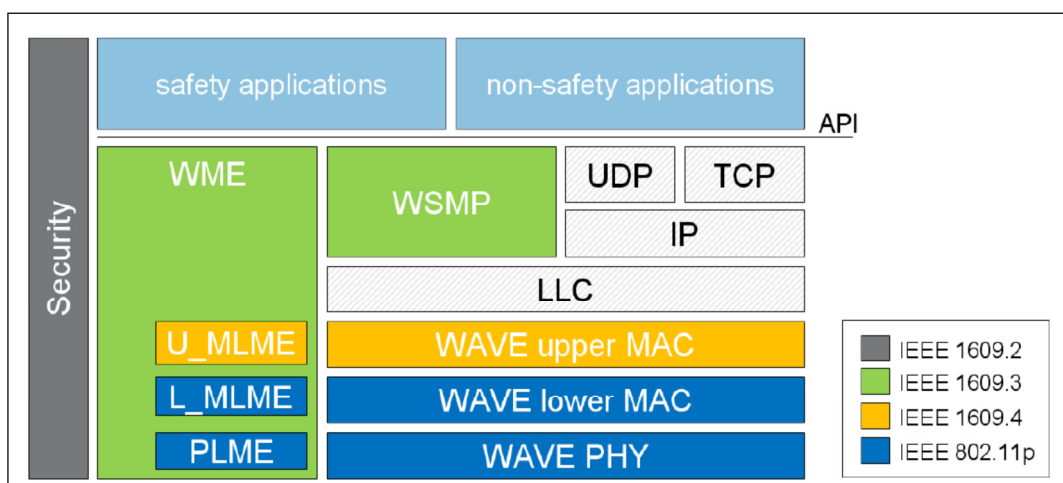 safety applications
non-safety applications
API
Security
WME
WSMP
UDP
TCP
IP
LLC
U_MLME
WAVE upper MAC
L_MLME
WAVE lower MAC
PLME
WAVE PHY
IEEE 1609.2
IEEE 1609.3
IEEE 1609.4
IEEE 802.11p